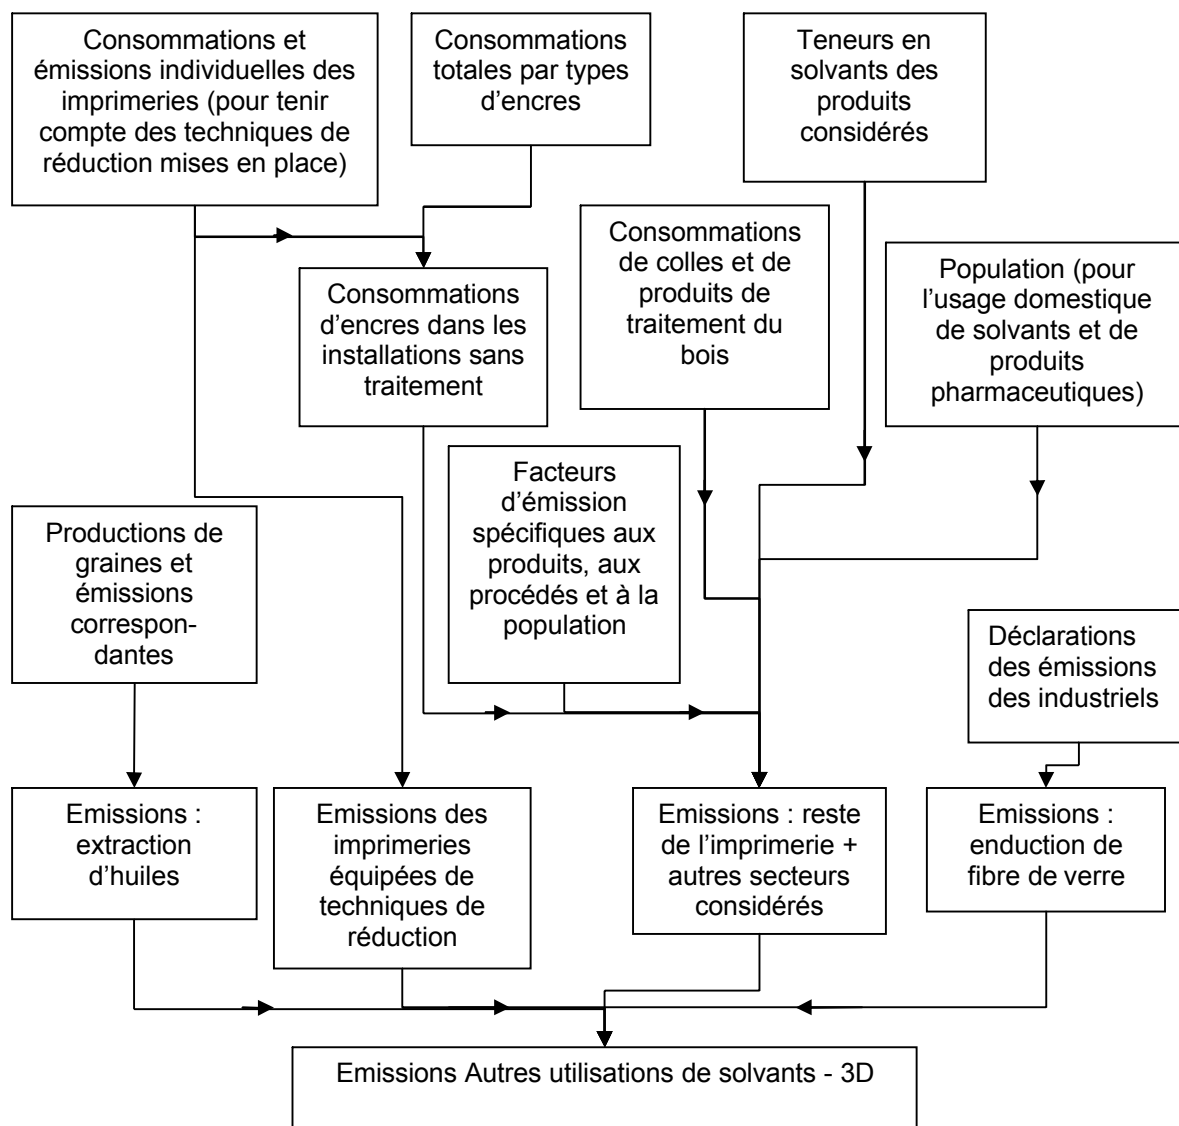 Consommations et
émissions individuelles des
imprimeries (pour tenir
compte des techniques de
réduction mises en place)
Consommations
totales par types
d’encres
Teneurs en
solvants des
produits
considérés
Consommations
de colles et de
produits de
traitement du
bois
Population (pour
l’usage domestique
de solvants et de
produits
pharmaceutiques)
Consommations
d’encres dans les
installations sans
traitement
Facteurs
d’émission
spécifiques aux
produits, aux
procédés et à la
population
Productions de
graines et
émissions
correspon-
dantes
Déclarations
des émissions
des industriels
Emissions :
extraction
d’huiles
Emissions des
imprimeries
équipées de
techniques de
réduction
Emissions : reste
de l’imprimerie +
autres secteurs
considérés
Emissions :
enduction de
fibre de verre
Emissions Autres utilisations de solvants - 3D